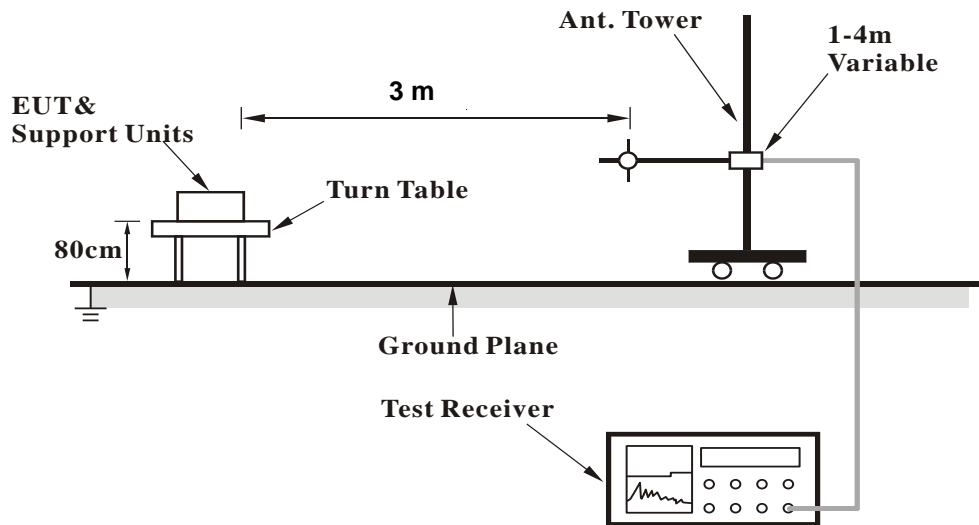 Ant. Tower
1-4m
Variable
3 m
EUT&
Support Units
Turn Table
80cm
Ground Plane
Test Receiver